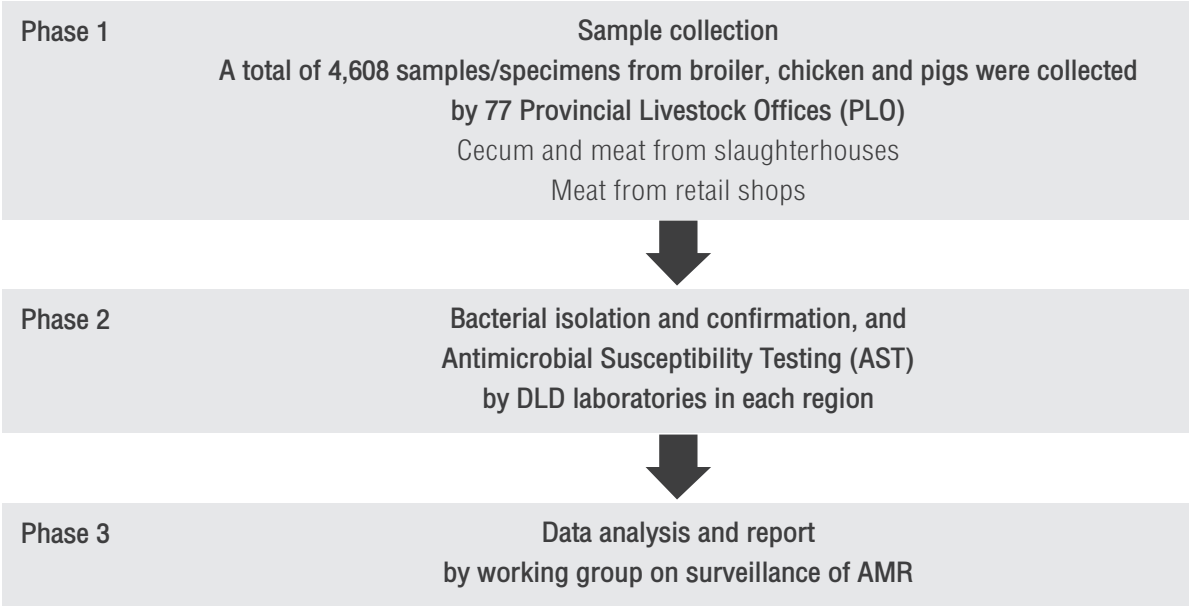 Phase 1
Sample collection
A total of 4,608 samples/specimens from broiler, chicken and pigs were collected
by 77 Provincial Livestock Offices (PLO)
Cecum and meat from slaughterhouses
Meat from retail shops
Phase 2
Bacterial isolation and confirmation, and
Antimicrobial Susceptibility Testing (AST)
by DLD laboratories in each region
Phase 3
Data analysis and report
by working group on surveillance of AMR